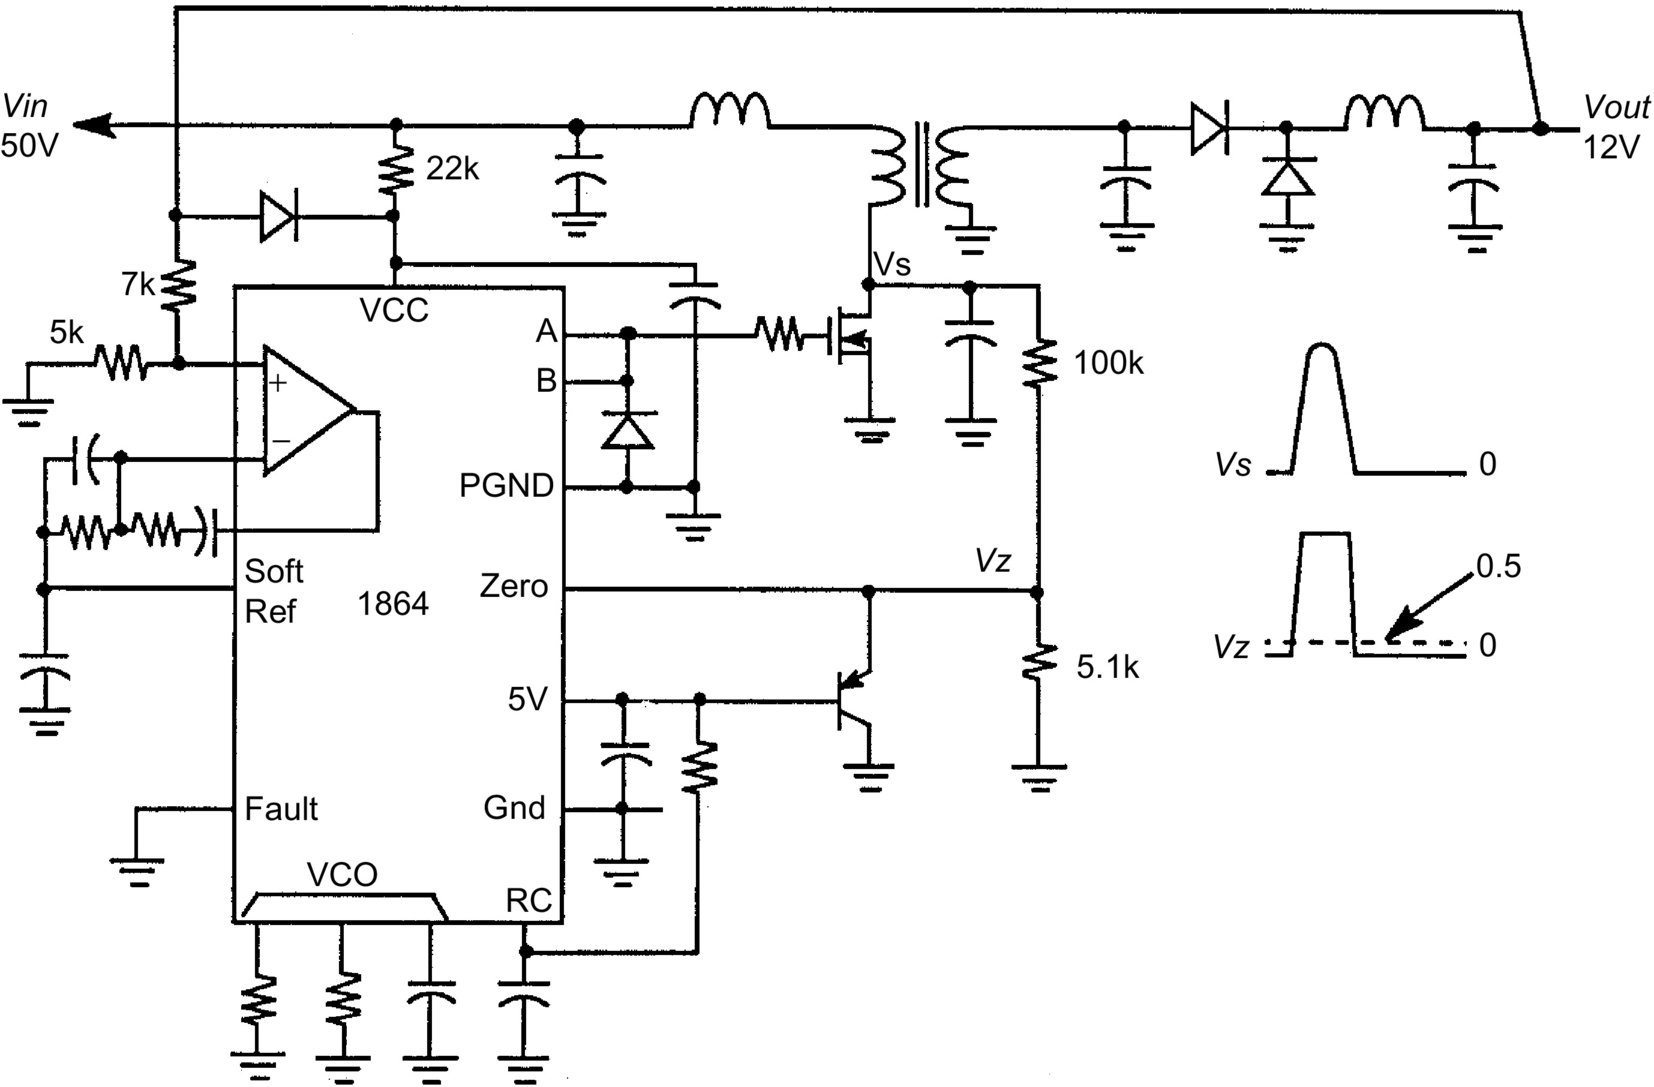 Vin
50V
22k
Vout
12V
7k
5k
VCC
A
B
PGND
+
−
Vs
100k
Vs
0
Soft
Ref
1864
Zero
Vz
0.5
Vz
0
5V
5.1k
Fault
Gnd
VCO
RC